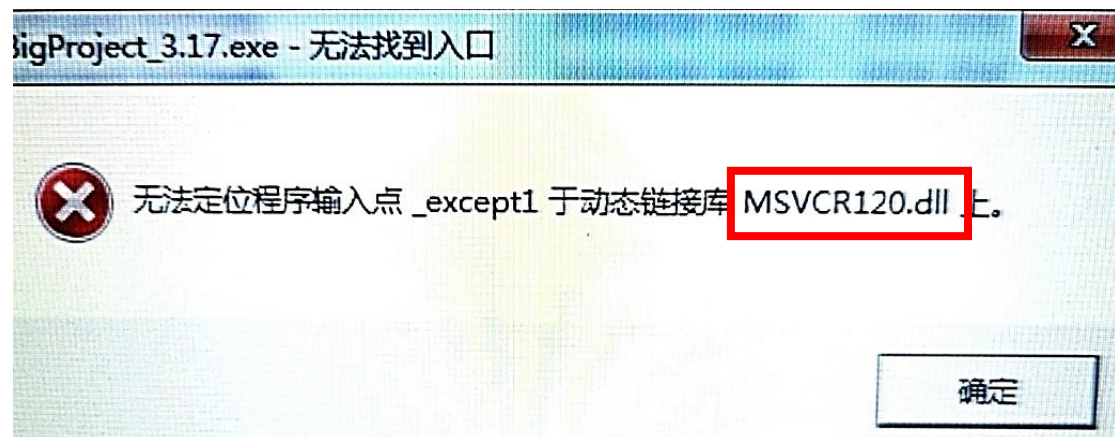 BigProject_3.17.exe - 无法找到入口
无法定位程序输入点 _except1 于动态链接库 MSVCR120.dll 上。
确定